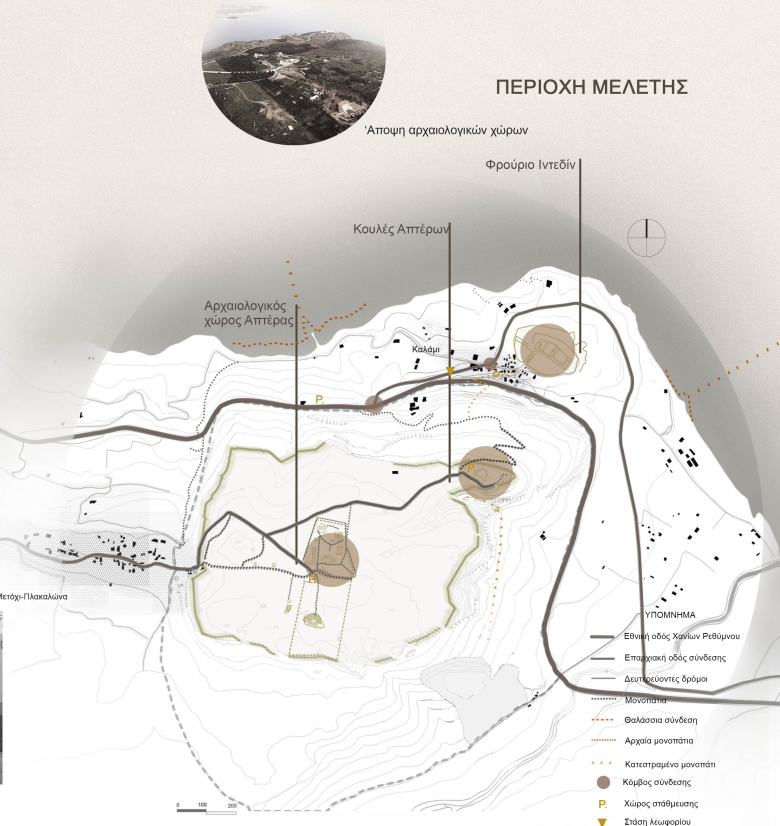 ΠΕΡΙΟΧΗ ΜΕΛΕΤΗΣ
'Αποψη αρχαιολογικών χώρων
Φρούριο Ιντεδίν
Κουλές Απτέρων
Αρχαιολογικός
χώρος Απτέρας
Καλάμι
P.
P.
P.
Μετόχι-Πλακαλώνα
ΥΠΟΜΝΗΜΑ
Εθνική οδός Χανίων Ρεθύμνου
Επαρχιακή οδός σύνδεσης
Δευτερεύοντες δρόμοι
Μονοπάτια
Θαλάσσια σύνδεση
Αρχαία μονοπάτια
Κατεστραμένο μονοπάτι
Κόμβος σύνδεσης
P. Χώρος στάθμευσης
Στάση λεωφορίου
0 100 200